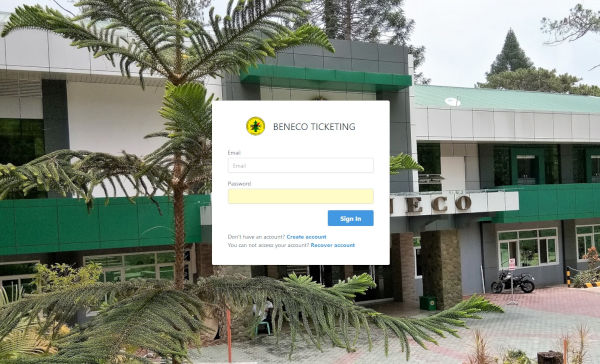 BENECO TICKETING
Email
Email
Password
Sign In
Don't have an account? Create account
You can not access your account? Recover account
NECO